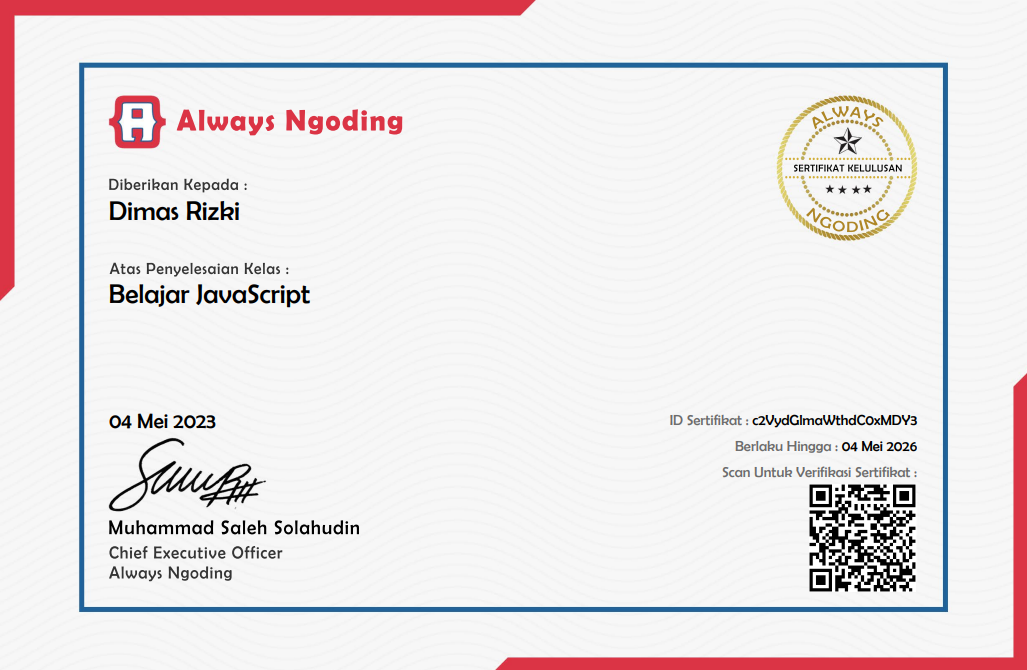 Always Ngoding
ALWAYS
SERTIFIKAT KELULUSAN
NGODING
Diberikan Kepada :
Dimas Rizki
Atas Penyelesaian Kelas :
Belajar JavaScript
04 Mei 2023
Muhammad Saleh Solahudin
Chief Executive Officer
Always Ngoding
ID Sertifikat : c2VydGlmaWthdC0xMDY3
Berlaku Hingga : 04 Mei 2026
Scan Untuk Verifikasi Sertifikat :